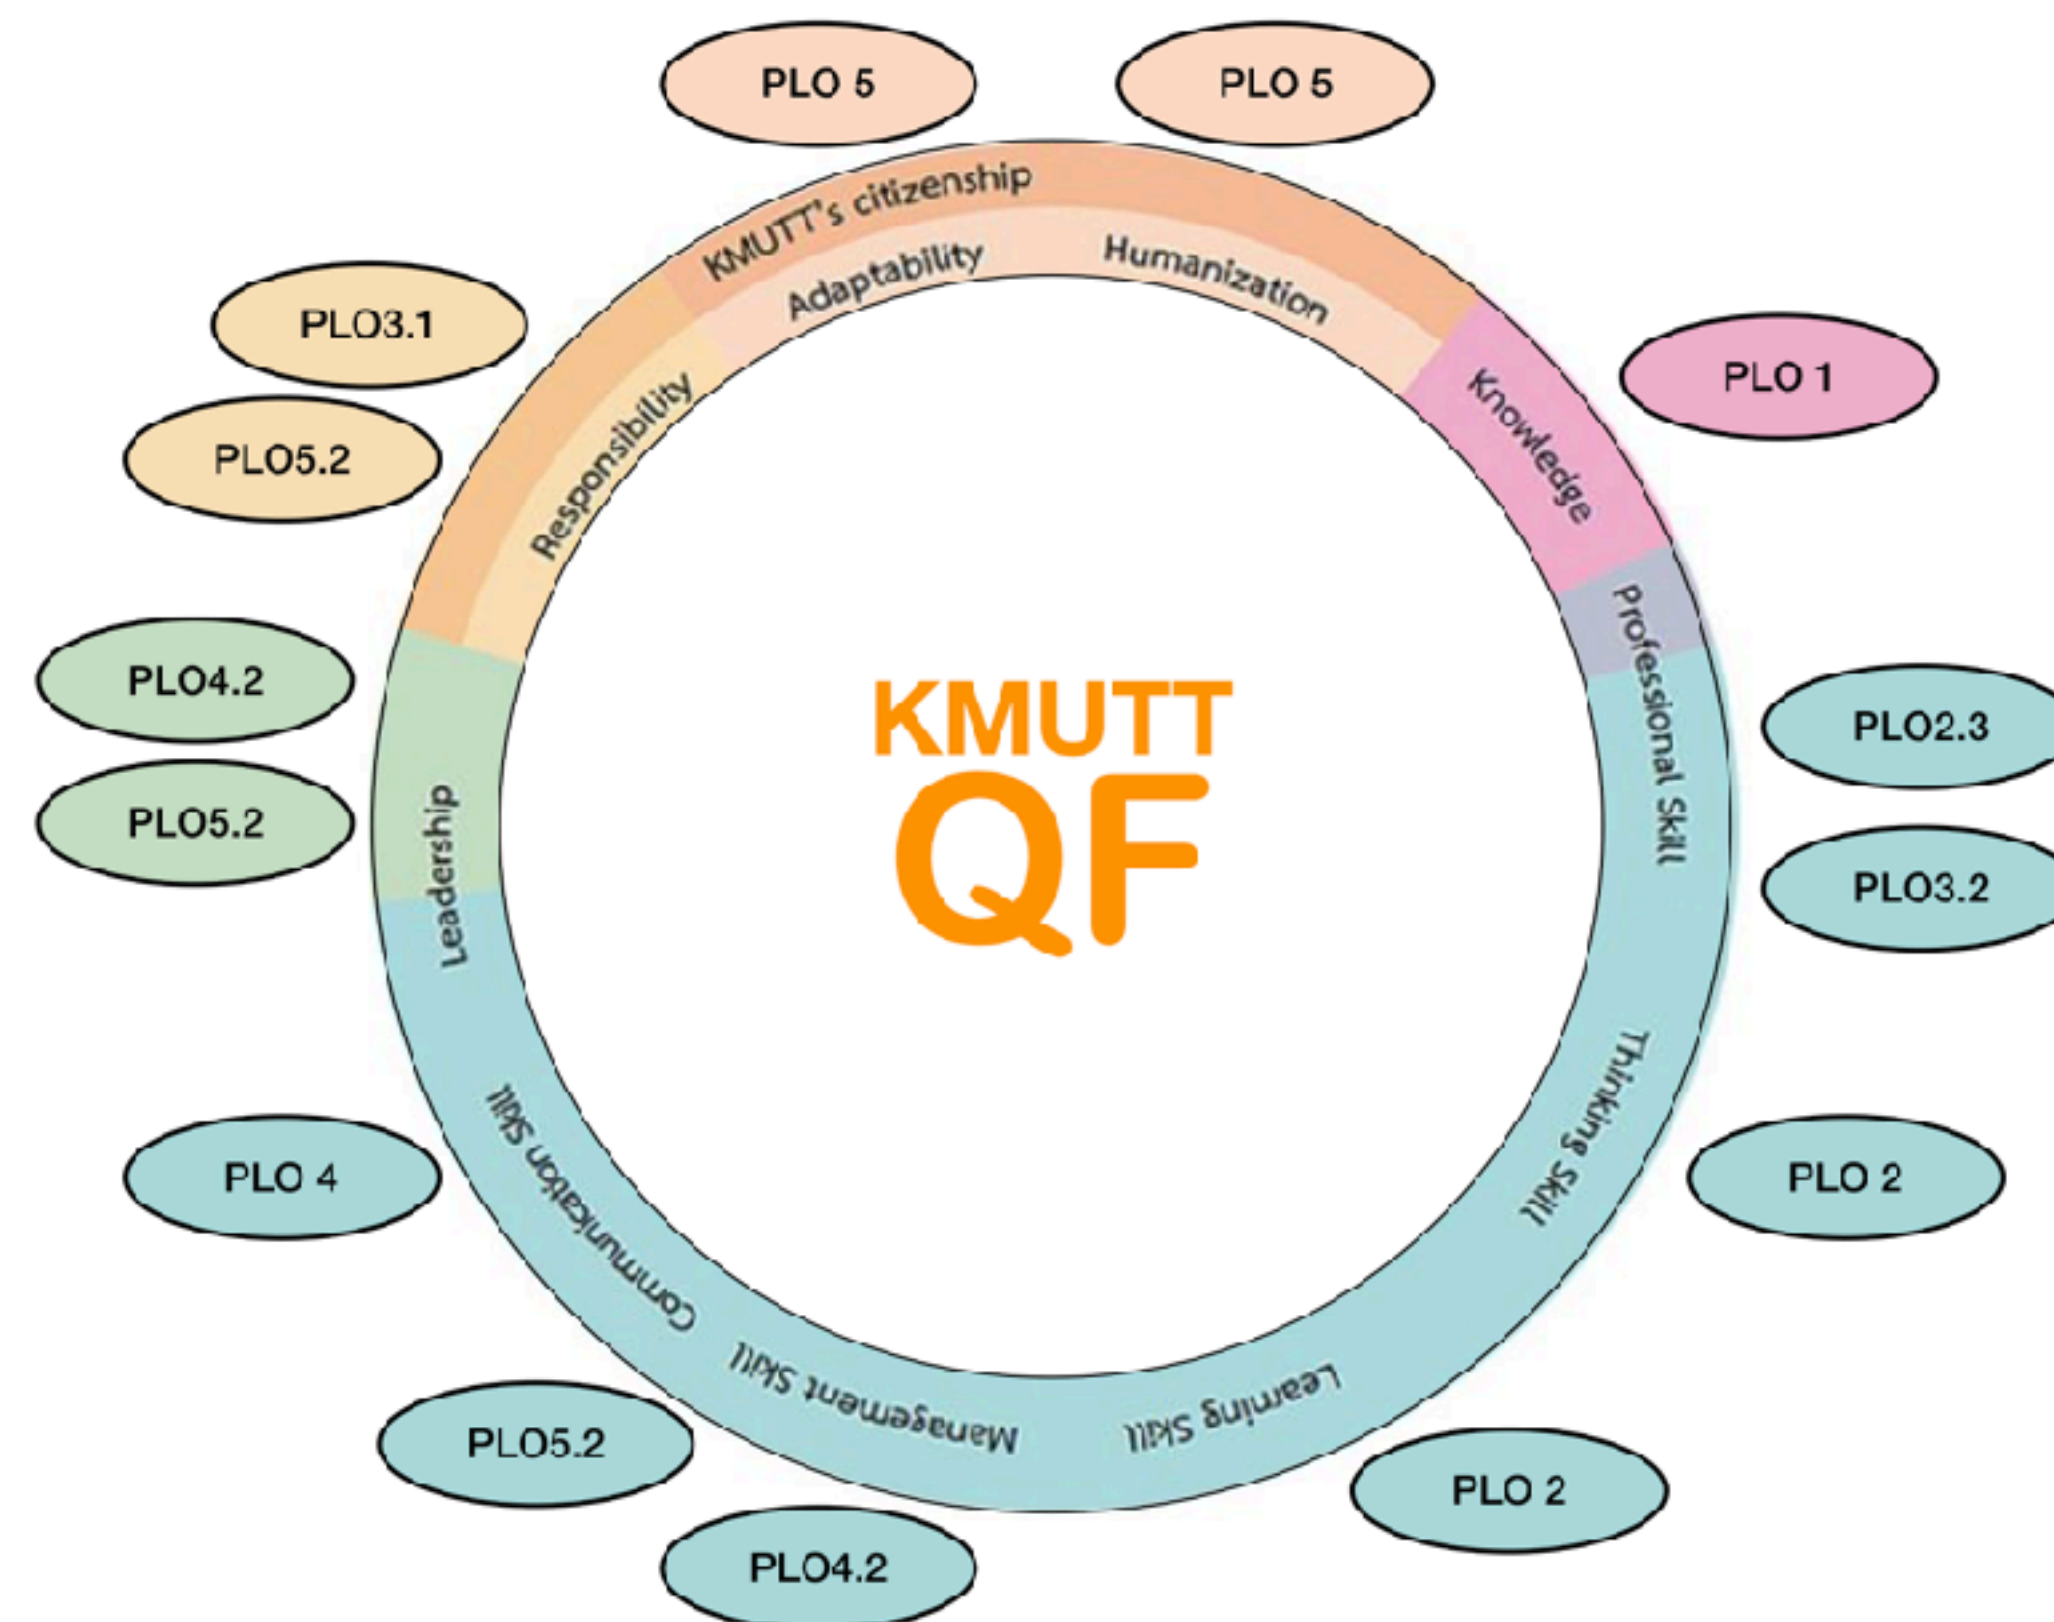 PLO 5
PLO 5
KMUTT's citizenship
Adaptability
Humanization
PLO3.1
PLO 1
Knowledge
Responsibility
PLO5.2
Professional Skill
PLO4.2
PLO2.3
KMUTT
QF
PLO5.2
Leadership
PLO3.2
Thinking Skill
Communication Skill
PLO 4
PLO 2
Management Skill
Learning Skill
PLO5.2
PLO 2
PLO4.2